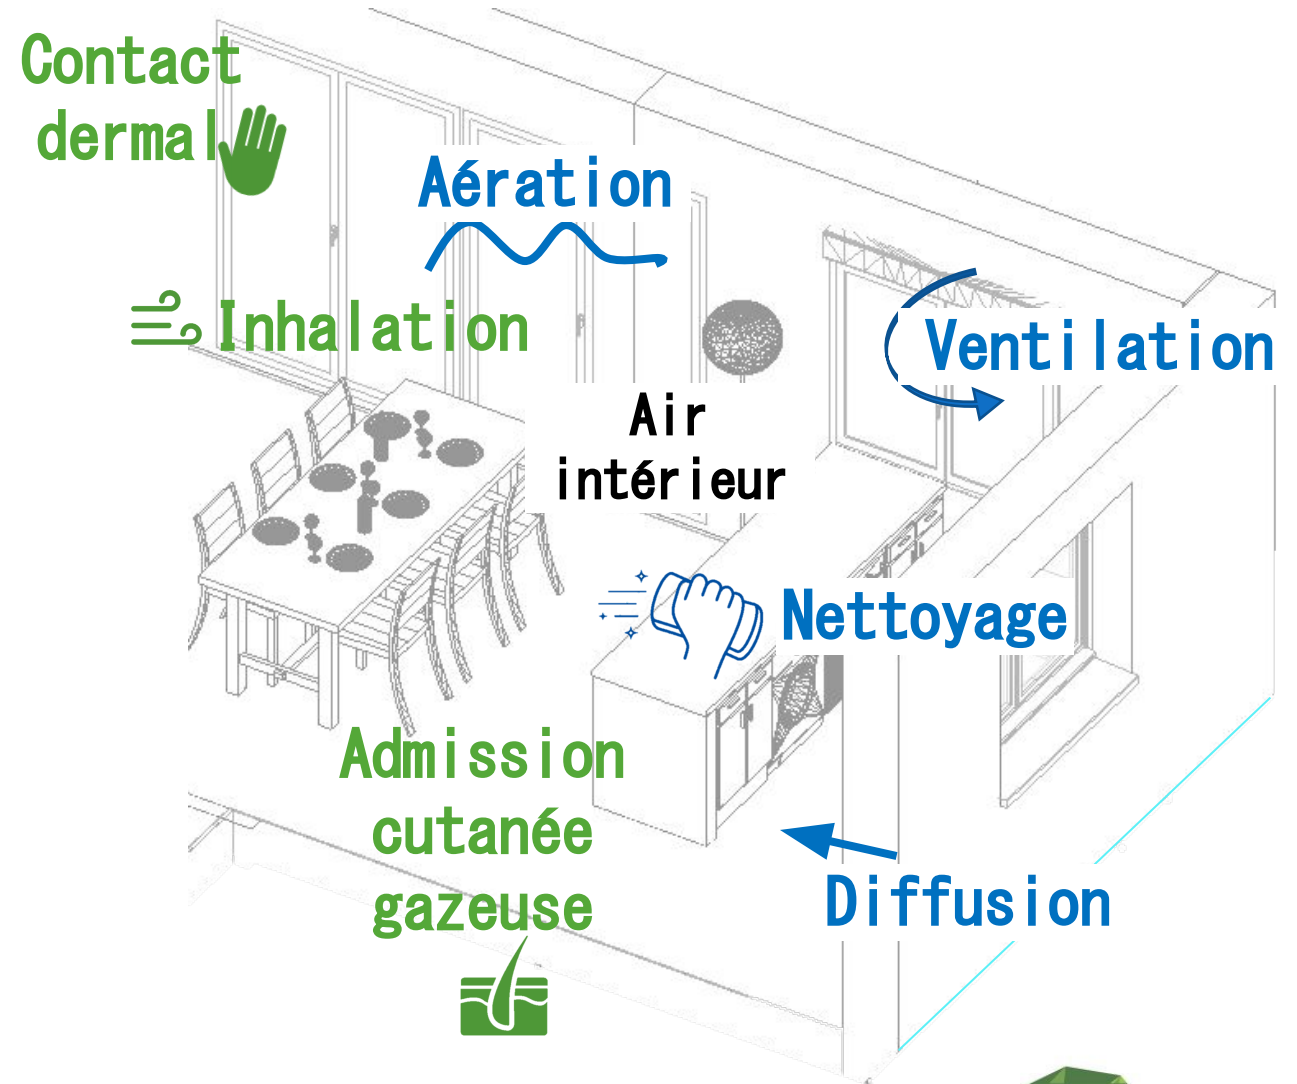 Contact
dermal
Aération
Inhalation
Ventilation
Air
intérieur
Nettoyage
Admission
cutanée
gazeuse
Diffusion